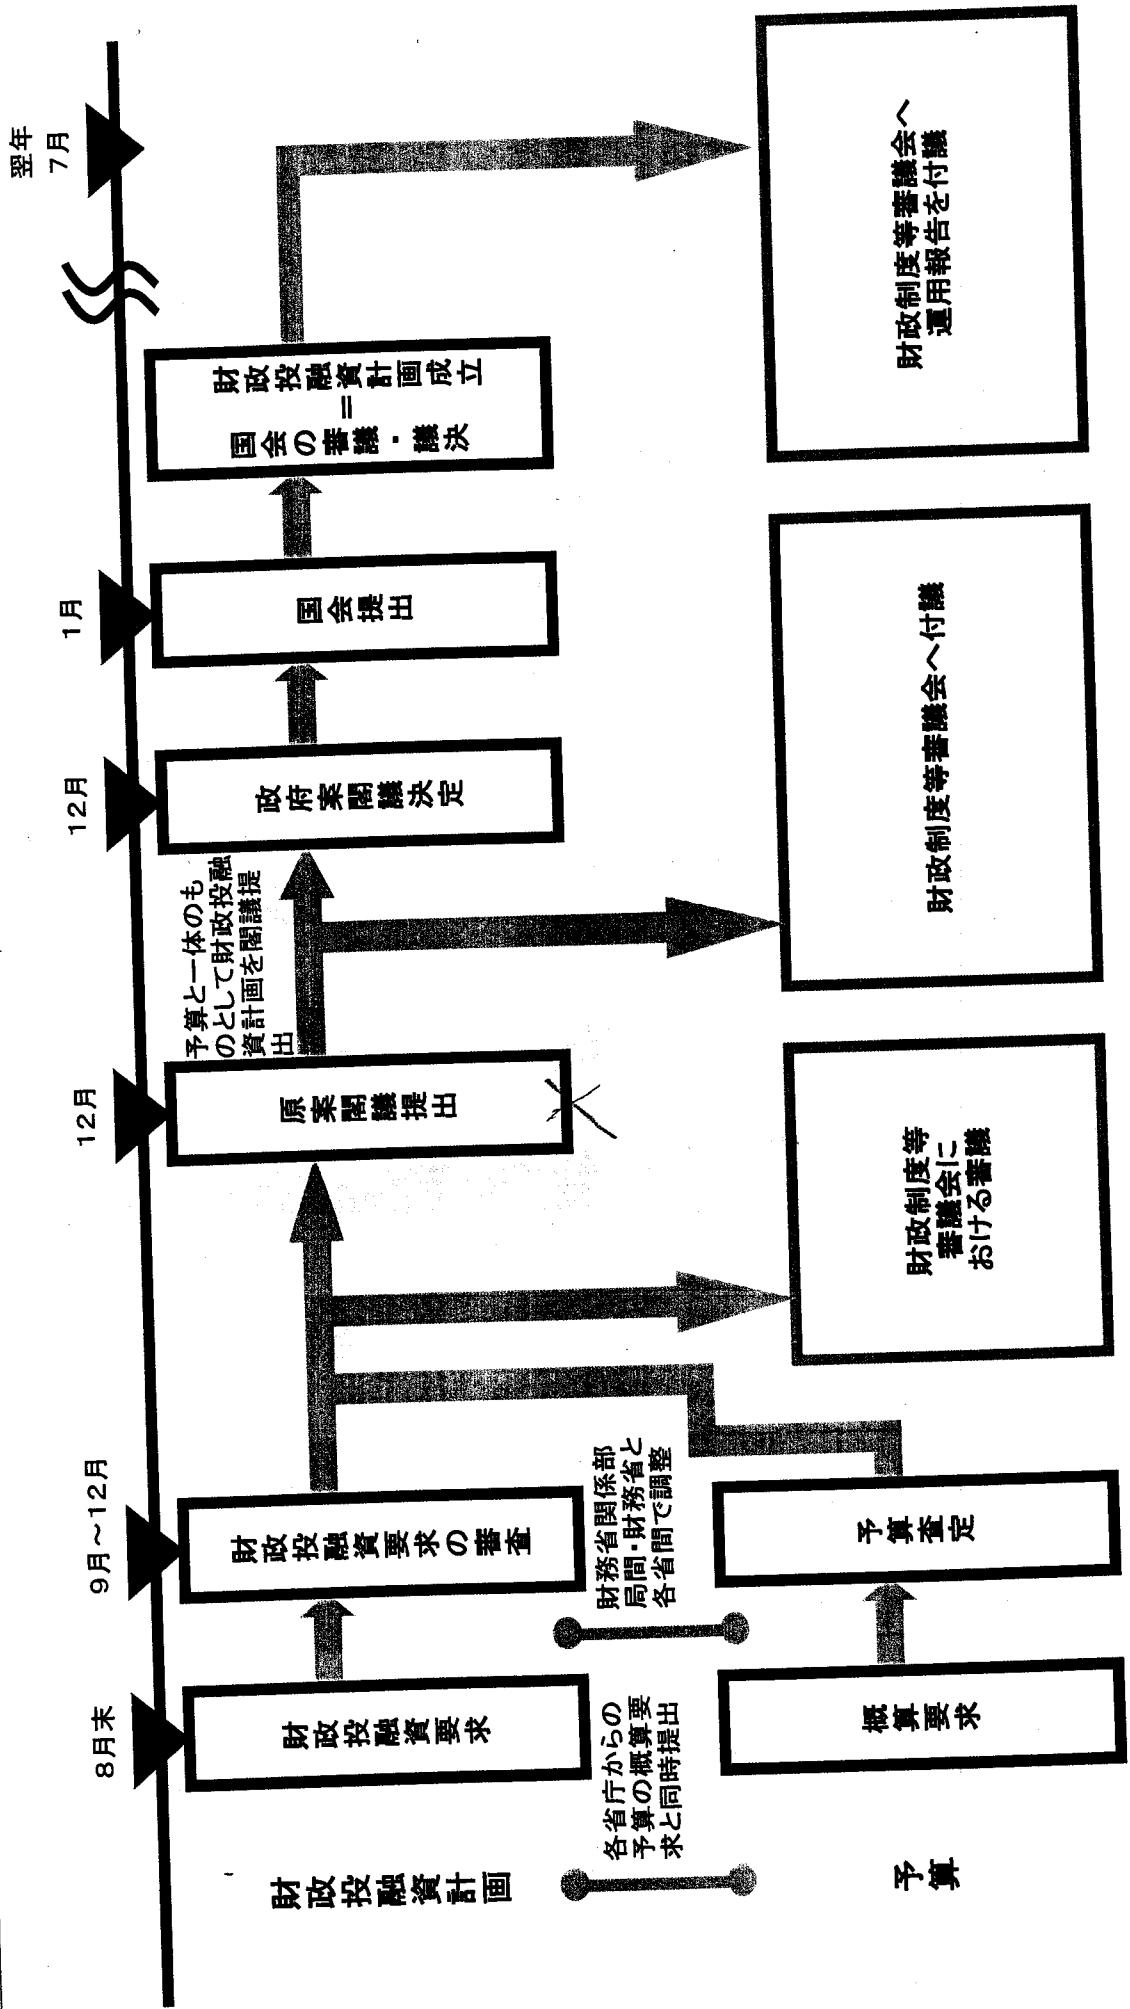 8月末
9月～12月
12月
12月
1月
翌年
7月
財政投融資計画
財政投融資要求
財政投融資要求の審査
原案閣議提出
予算と一体のも
のとして財政投融
資計画を閣議提
出
政府案閣議決定
国会提出
国会の審議・議決
＝
財政投融資計画成立
各省庁からの
予算の概算要
求と同時提出
財務省関係部
局間・財務省と
各省間で調整
予算
概算要求
予算査定
財政制度等
審議会に
おける審議
財政制度等審議会へ付議
財政制度等審議会へ
運用報告を付議